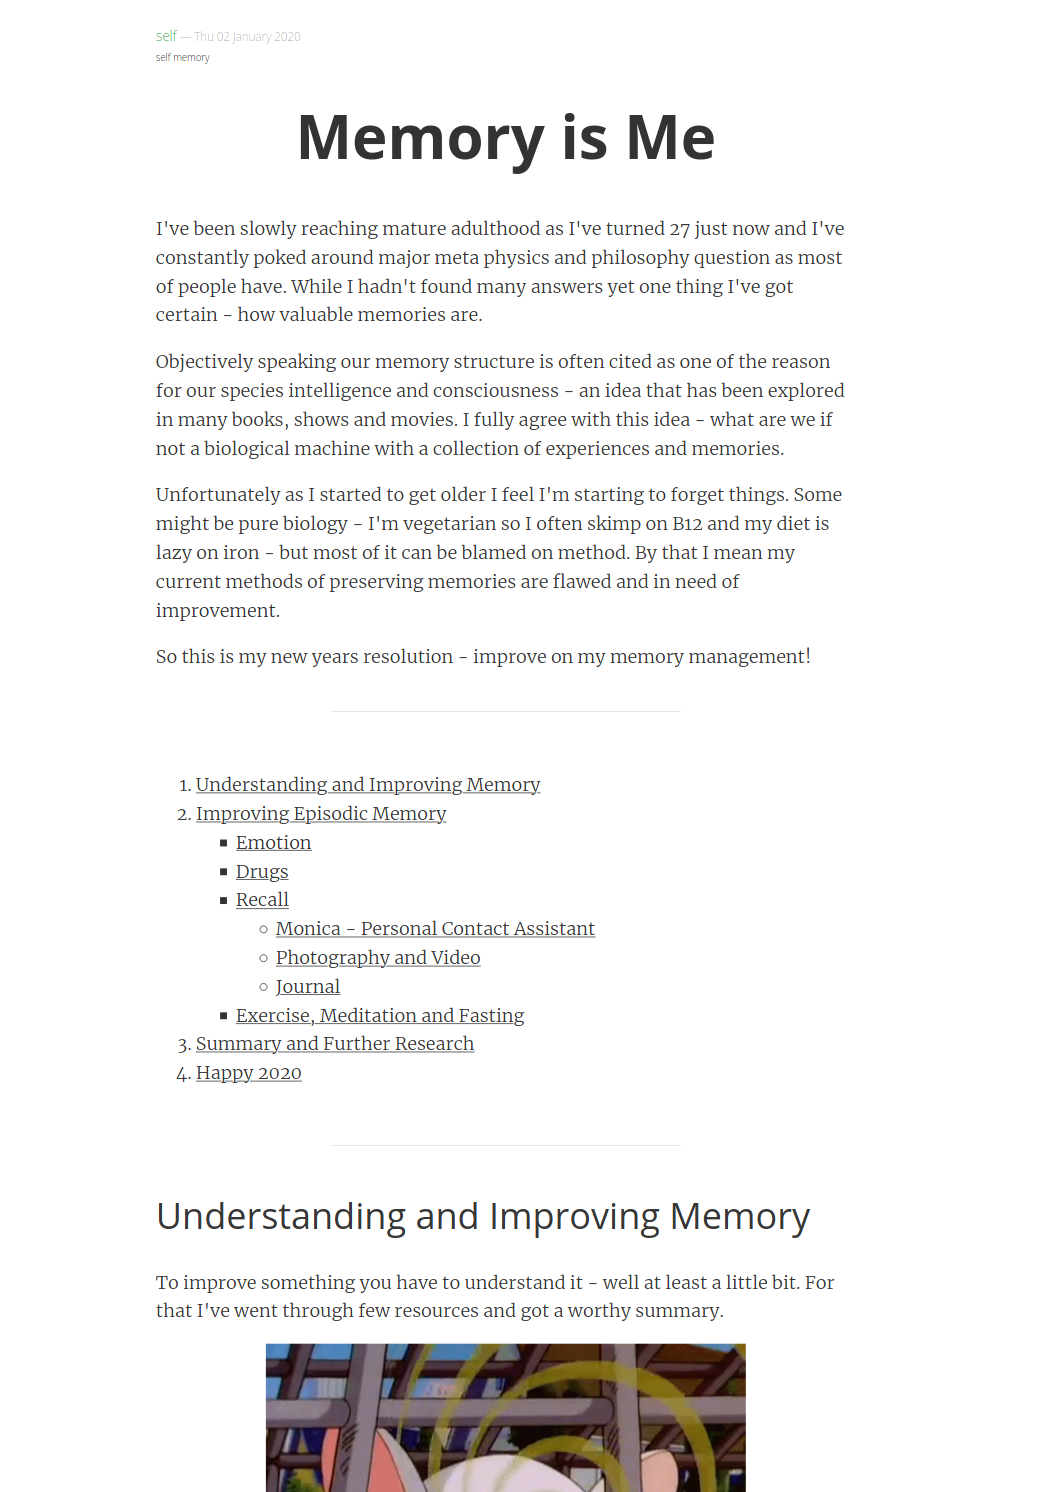 self — Thu 02 January 2020
self memory
Memory is Me
I've been slowly reaching mature adulthood as I've turned 27 just now and I've
constantly poked around major meta physics and philosophy question as most
of people have. While I hadn't found many answers yet one thing I've got
certain - how valuable memories are.
Objectively speaking our memory structure is often cited as one of the reason
for our species intelligence and consciousness - an idea that has been explored
in many books, shows and movies. I fully agree with this idea - what are we if
not a biological machine with a collection of experiences and memories.
Unfortunately as I started to get older I feel I'm starting to forget things. Some
might be pure biology - I'm vegetarian so I often skimp on B12 and my diet is
lazy on iron - but most of it can be blamed on method. By that I mean my
current methods of preserving memories are flawed and in need of
improvement.
So this is my new years resolution - improve on my memory management!
1. Understanding and Improving Memory
2. Improving Episodic Memory
▪ Emotion
▪ Drugs
▪ Recall
○ Monica - Personal Contact Assistant
○ Photography and Video
○ Journal
▪ Exercise, Meditation and Fasting
3. Summary and Further Research
4. Happy 2020
Understanding and Improving Memory
To improve something you have to understand it - well at least a little bit. For
that I've went through few resources and got a worthy summary.